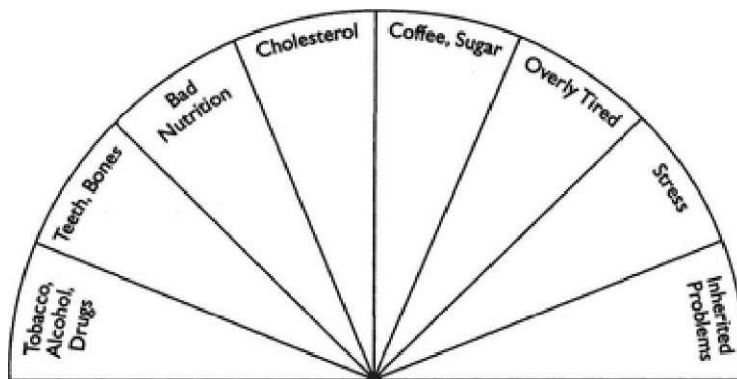 Tobacco,
Alcohol,
Drugs
Teeth, Bones
Bad
Nutrition
Cholesterol
Coffee, Sugar
Overly Tired
Stress
Inherited
Problems